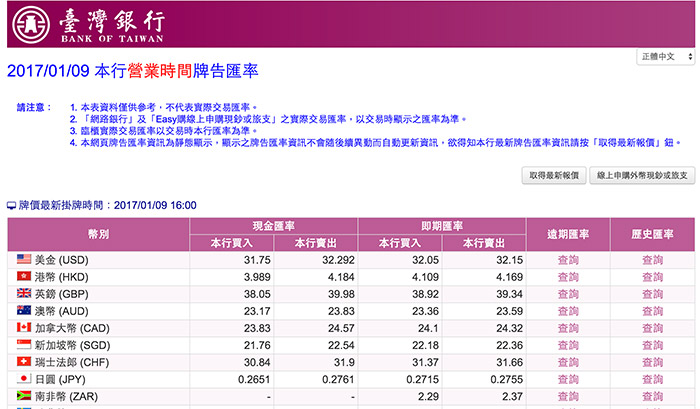 臺灣銀行
BANK OF TAIWAN
正體中文
2017/01/09 本行營業時間牌告匯率
請注意：
1. 本表資料僅供參考，不代表實際交易匯率。
2. 「網路銀行」及「Easy購線上申購現鈔或旅支」之實際交易匯率，以交易時顯示之匯率為準。
3. 臨櫃實際交易匯率以交易時本行匯率為準。
4. 本網頁牌告匯率資訊為靜態顯示，顯示之牌告匯率資訊不會隨後續異動而自動更新資訊，欲得知本行最新牌告匯率資訊請按「取得最新報價」鈕。
取得最新報價 線上申購外幣現鈔或旅支
牌價最新掛牌時間：2017/01/09 16:00
幣別 現金匯率 即期匯率 遠期匯率 歷史匯率
本行買入 本行賣出 本行買入 本行賣出
美金 (USD) 31.75 32.292 32.05 32.15 查詢 查詢
港幣 (HKD) 3.989 4.184 4.109 4.169 查詢 查詢
英鎊 (GBP) 38.05 39.98 38.92 39.34 查詢 查詢
澳幣 (AUD) 23.17 23.83 23.36 23.59 查詢 查詢
加拿大幣 (CAD) 23.83 24.57 24.1 24.32 查詢 查詢
新加坡幣 (SGD) 21.76 22.54 22.18 22.36 查詢 查詢
瑞士法郎 (CHF) 30.84 31.9 31.37 31.66 查詢 查詢
日圓 (JPY) 0.2651 0.2761 0.2715 0.2755 查詢 查詢
南非幣 (ZAR) - - 2.29 2.37 查詢 查詢